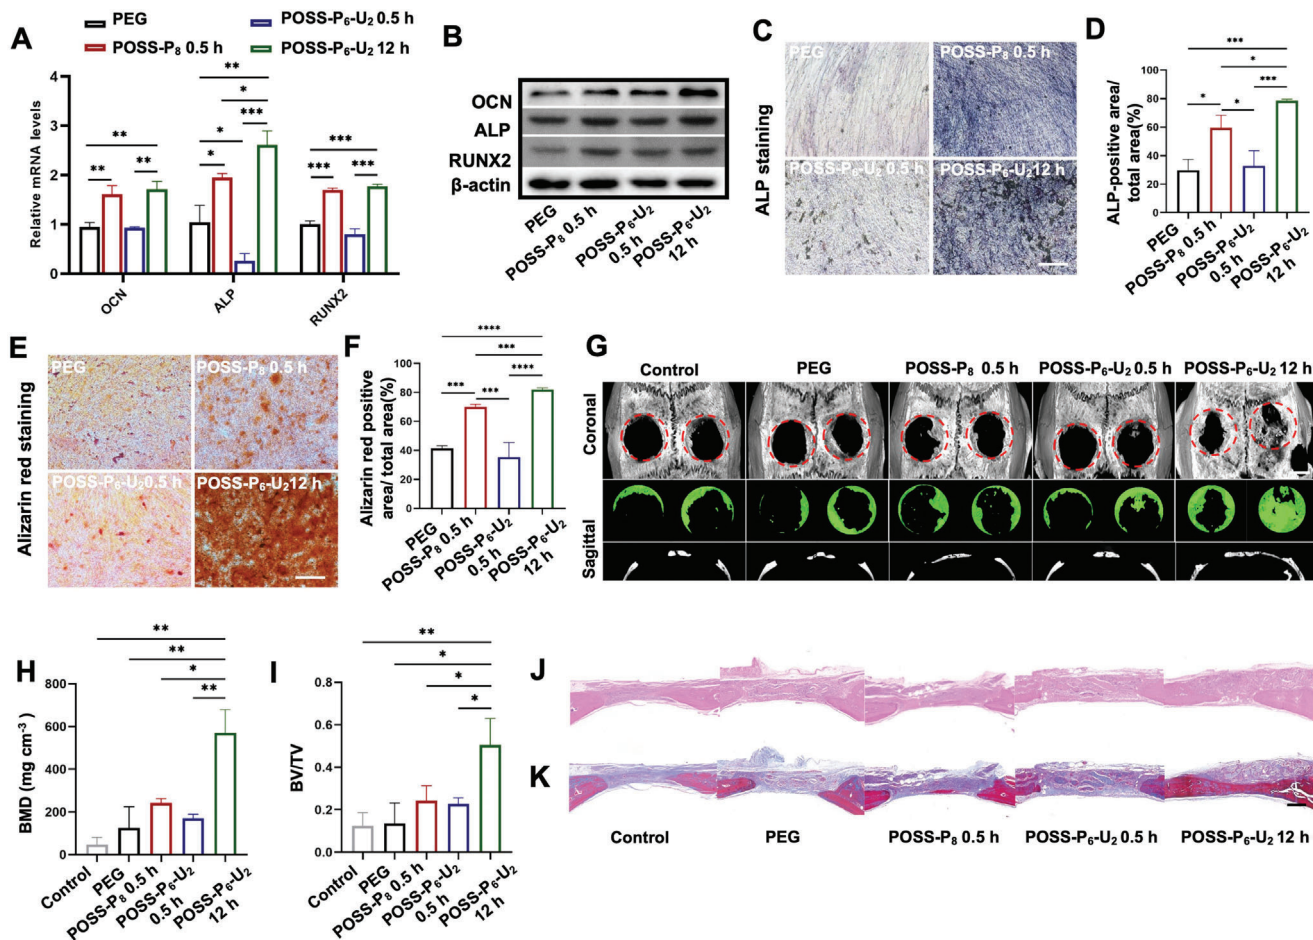 PEG
POSS-P₆-U₂ 0.5 h
POSS-P₈ 0.5 h
POSS-P₆-U₂ 12 h
A
Relative mRNA levels
4
3
2
1
0
** ** **
** * *** * *
*** *** ***
OCN
ALP
RUNX2
B
OCN
ALP
RUNX2
β-actin
PEG
POSS-P₈ 0.5 h
POSS-P₆-U₂
0.5 h
POSS-P₆-U₂
12 h
C
ALP staining
PEG
POSS-P₈ 0.5 h
POSS-P₆-U₂ 0.5 h
POSS-P₆-U₂12 h
D
ALP-positive area/
total area(%)
100
80
60
40
20
0
***
*
***
* *
PEG
POSS-P₈ 0.5 h
POSS-P₆-U₂
0.5 h
POSS-P₆-U₂
12 h
E
Alizarin red staining
PEG
POSS-P₈ 0.5 h
POSS-P₆-U₂0.5 h
POSS-P₆-U₂12 h
F
Alizarin red positive
area/ total area(%)
100
80
60
40
20
0
****
***
****
*** ***
PEG
POSS-P₈ 0.5 h
POSS-P₆-U₂
0.5 h
POSS-P₆-U₂
12 h
G
Control
PEG
POSS-P₈ 0.5 h
POSS-P₆-U₂ 0.5 h
POSS-P₆-U₂ 12 h
Coronal
Sagittal
H
BMD (mg cm⁻³)
800
600
400
200
0
**
**
*
**
Control
PEG
POSS-P₈ 0.5 h
POSS-P₆-U₂
0.5 h
POSS-P₆-U₂
12 h
I
BV/TV
0.8
0.6
0.4
0.2
0.0
**
*
*
*
Control
PEG
POSS-P₈ 0.5 h
POSS-P₆-U₂
0.5 h
POSS-P₆-U₂
12 h
J
K
Control
PEG
POSS-P₈ 0.5 h
POSS-P₆-U₂ 0.5 h
POSS-P₆-U₂ 12 h